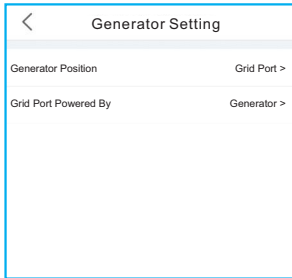 Generator Setting
Generator Position Grid Port >
Grid Port Powered By Generator >